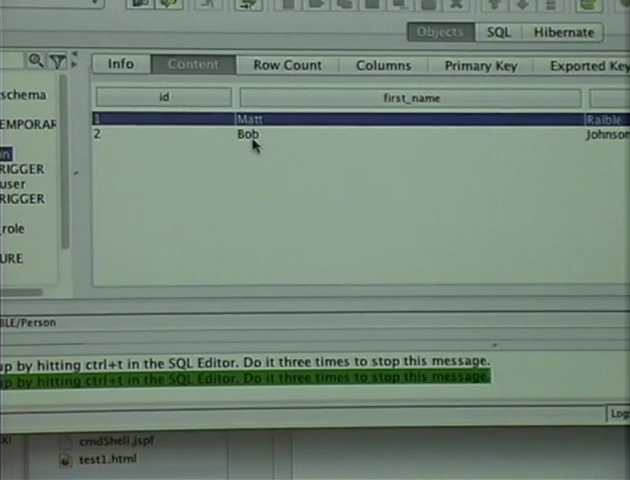 Objects SQL Hibernate
Info Content Row Count Columns Primary Key Exported Key
schema
id first_name
EMPORAR
1 Matt Raible
2 Bob Johnson
RIGGER
user
RIGGER
role
URE
BLE/Person
up by hitting ctrl+t in the SQL Editor. Do it three times to stop this message.
up by hitting ctrl+t in the SQL Editor. Do it three times to stop this message.
Log
cmdShell.jspf
test1.html